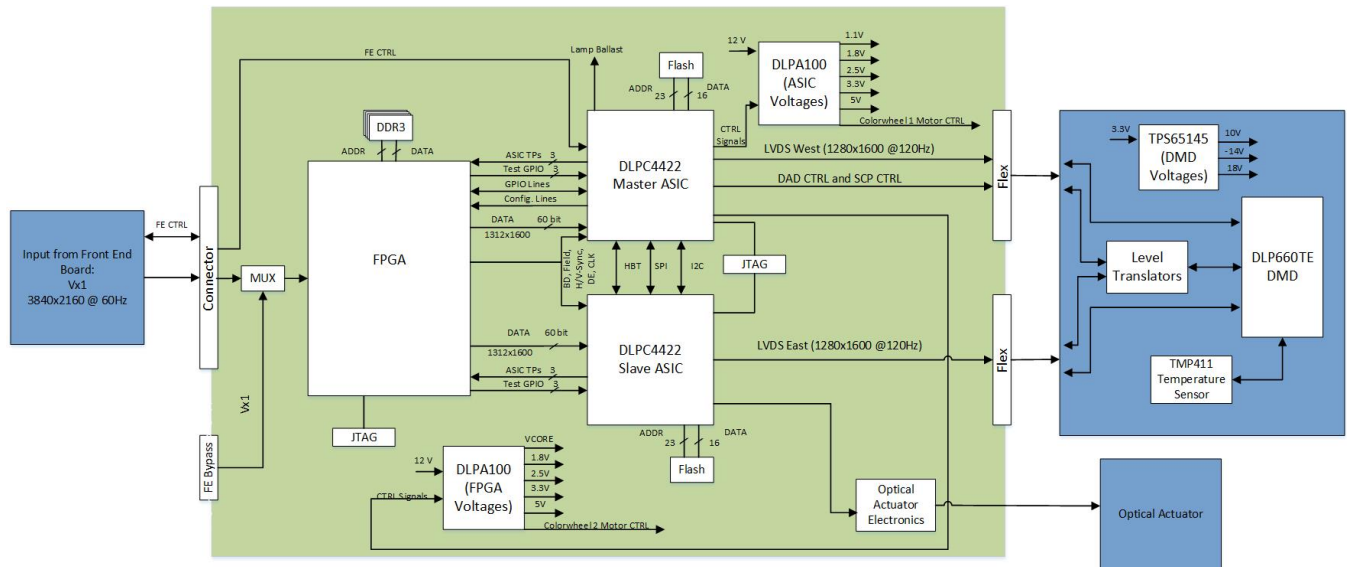 FE CTRL
Lamp Ballast
Flash
ADDR
DATA
23
16
12 V
DLPA100
(ASIC
Voltages)
1.1V
1.8V
2.5V
3.3V
5V
Colorwheel 1 Motor CTRL
CTRL
Signals
DDR3
ADDR
DATA
FPGA
ASIC TPs
3
Test GPIO
3
GPIO Lines
Config. Lines
DATA
60 bit
1312x1600
BD, Field,
H/V-Sync,
DE, CLK
DLPC4422
Master ASIC
LVDS West (1280x1600 @120Hz)
DAD CTRL and SCP CTRL
Flex
HBT
SPI
I2C
JTAG
Input from Front End
Board:
Vx1
3840x2160 @ 60Hz
FE CTRL
Connector
MUX
Vx1
FE Bypass
JTAG
DATA
60 bit
1312x1600
ASIC TPs
3
Test GPIO
3
DLPC4422
Slave ASIC
LVDS East (1280x1600 @120Hz)
Flex
ADDR
DATA
23
16
Flash
12 V
CTRL Signals
DLPA100
(FPGA
Voltages)
VCORE
1.8V
2.5V
3.3V
5V
Colorwheel 2 Motor CTRL
Optical
Actuator
Electronics
Optical Actuator
3.3V
TPS65145
(DMD
Voltages)
10V
-14V
18V
Level
Translators
DLP660TE
DMD
TMP411
Temperature
Sensor